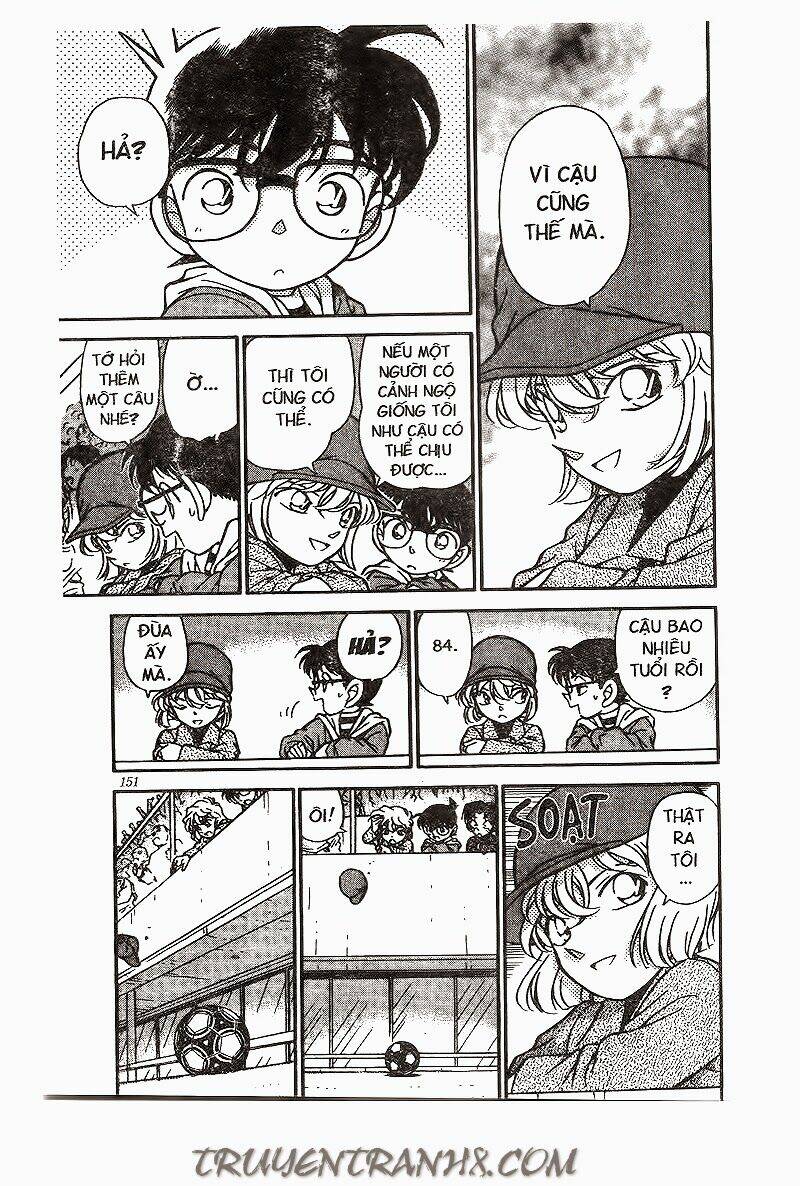 VÌ CẬU
CŨNG
THẾ MÀ.
HẢ?
NẾU MỘT
NGƯỜI CÓ
CẢNH NGỘ
GIỐNG TÔI
NHƯ CẬU CÓ
THỂ CHỊU
ĐƯỢC...
THÌ TÔI
CŨNG CÓ
THỂ.
Ờ...
TỚ HỎI
THÊM
MỘT CÂU
NHÉ?
CẬU BAO
NHIÊU
TUỔI RỒI
?
84.
HẢ?
ĐÙA
ẤY
MÀ.
151
THẬT
RA
TÔI
...
SOẠT
ÔI!
TRUYENTRANH8.COM